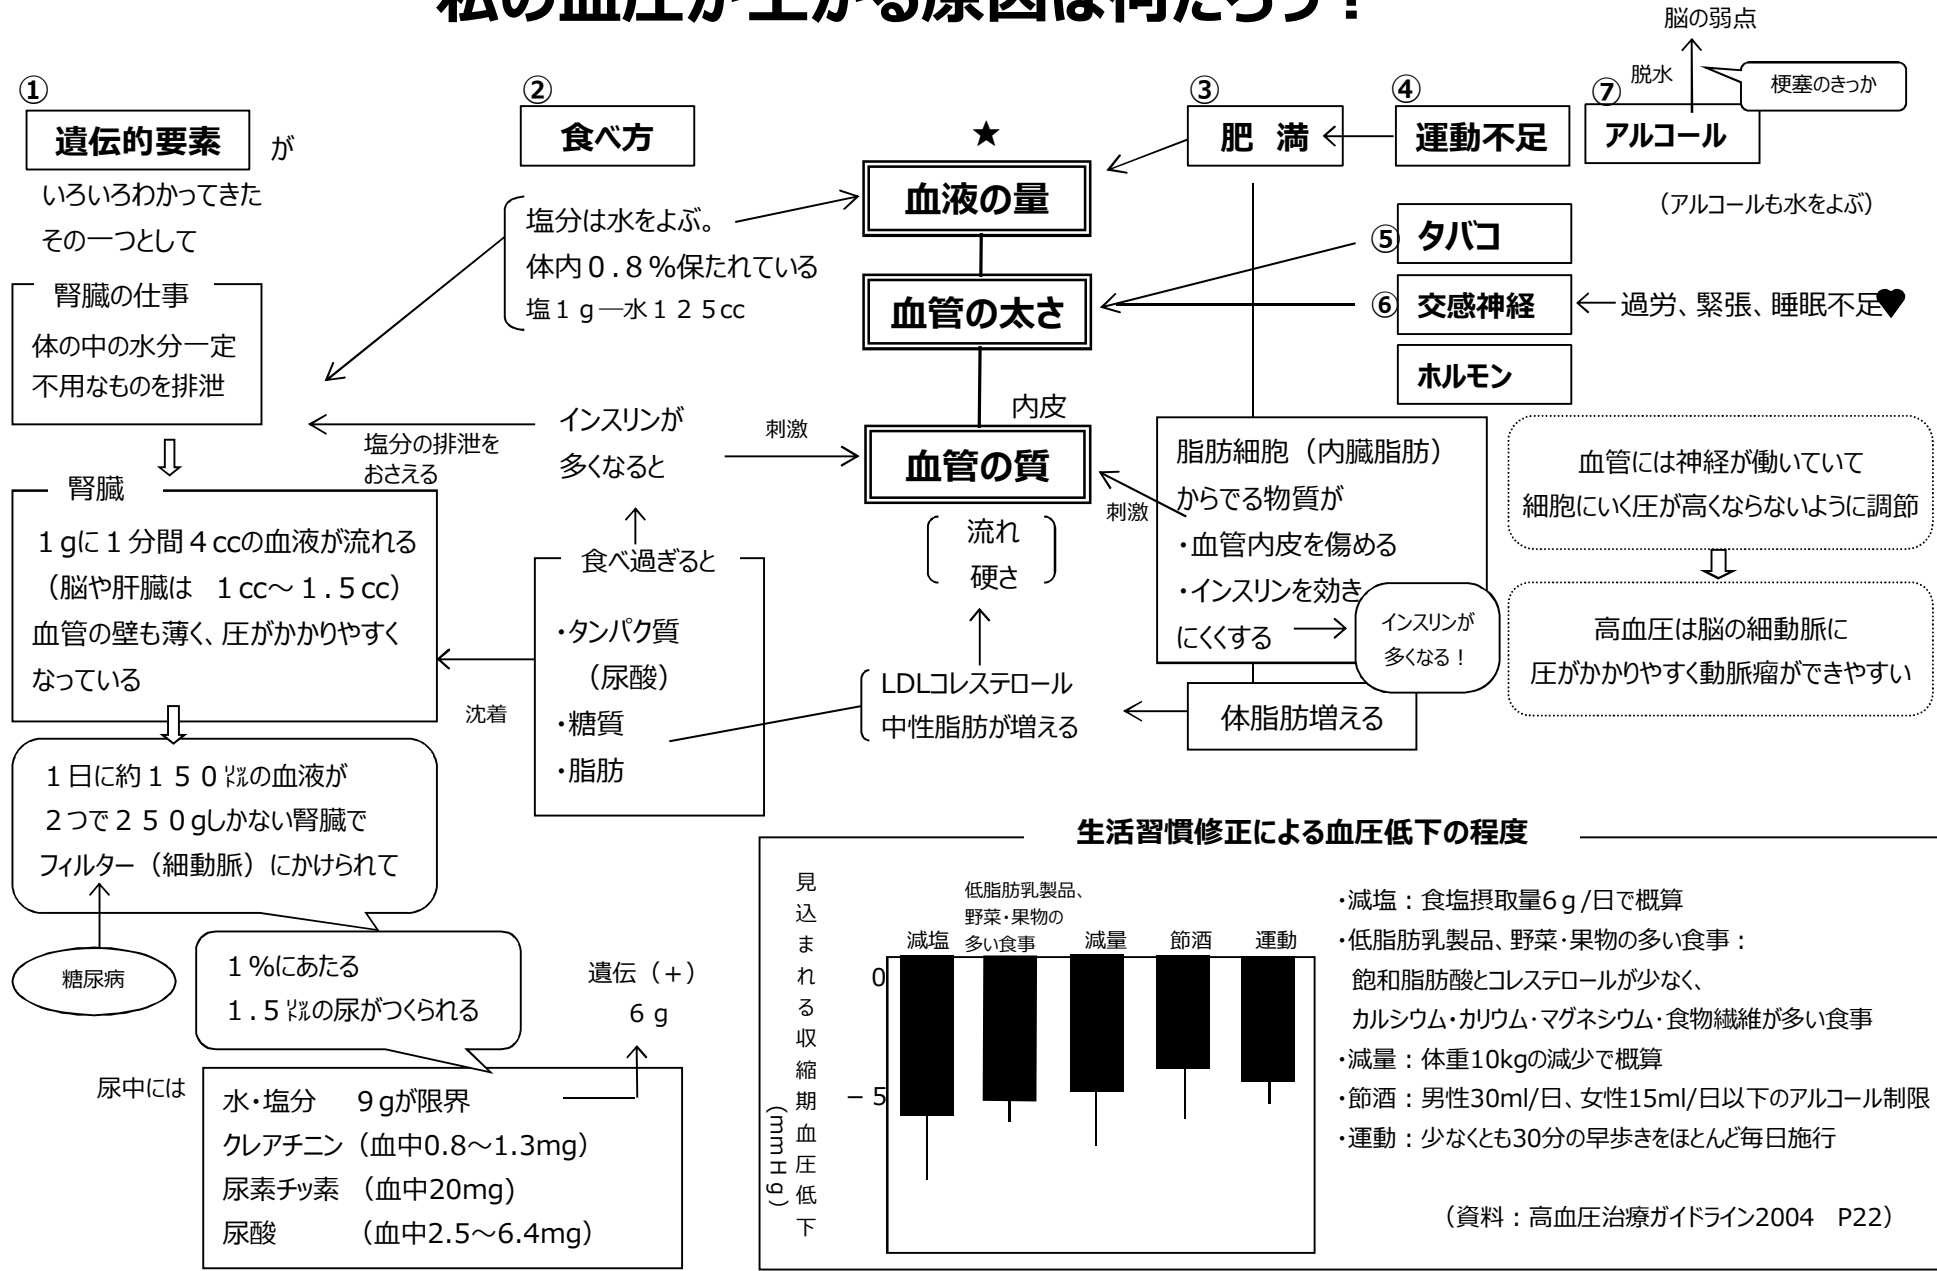 私の血圧が上がる原因は何だろう！
①
遺伝的要素
が
いろいろわかってきた
その一つとして
腎臓の仕事
体の中の水分一定
不用なものを排泄
腎臓
１gに１分間４ccの血液が流れる
（脳や肝臓は　１cc～１.５cc）
血管の壁も薄く、圧がかかりやすく
なっている
１日に約１５０㍑の血液が
２つで２５０gしかない腎臓で
フィルター（細動脈）にかけられて
糖尿病
１%にあたる
１.５㍑の尿がつくられる
尿中には
水・塩分　９gが限界
クレアチニン（血中0.8～1.3mg）
尿素チッ素　（血中20mg)
尿酸　（血中2.5～6.4mg）
遺伝（＋）
６ｇ
②
食べ方
塩分は水をよぶ。
体内０.８%保たれている
塩１ｇ―水１２５cc
インスリンが
多くなると
塩分の排泄を
おさえる
刺激
食べ過ぎると
・タンパク質
（尿酸）
・糖質
・脂肪
沈着
★
血液の量
血管の太さ
内皮
血管の質
流れ
硬さ
LDLコレステロール
中性脂肪が増える
③
肥　満
④
運動不足
⑦
アルコール
脳の弱点
脱水
梗塞のきっか
（アルコールも水をよぶ）
⑤
タバコ
⑥
交感神経
過労、緊張、睡眠不足♥
ホルモン
脂肪細胞（内臓脂肪）
からでる物質が
・血管内皮を傷める
・インスリンを効き
にくくする
刺激
インスリンが
多くなる！
体脂肪増える
血管には神経が働いていて
細胞にいく圧が高くならないように調節
高血圧は脳の細動脈に
圧がかかりやすく動脈瘤ができやすい
生活習慣修正による血圧低下の程度
見込まれる収縮期血圧低下
（ｍｍＨｇ）
減塩
低脂肪乳製品、
野菜・果物の
多い食事
減量
節酒
運動
0
－５
・減塩：食塩摂取量6ｇ/日で概算
・低脂肪乳製品、野菜・果物の多い食事：
飽和脂肪酸とコレステロールが少なく、
カルシウム・カリウム・マグネシウム・食物繊維が多い食事
・減量：体重10kgの減少で概算
・節酒：男性30ml/日、女性15ml/日以下のアルコール制限
・運動：少なくとも30分の早歩きをほとんど毎日施行
（資料：高血圧治療ガイドライン2004　P22）